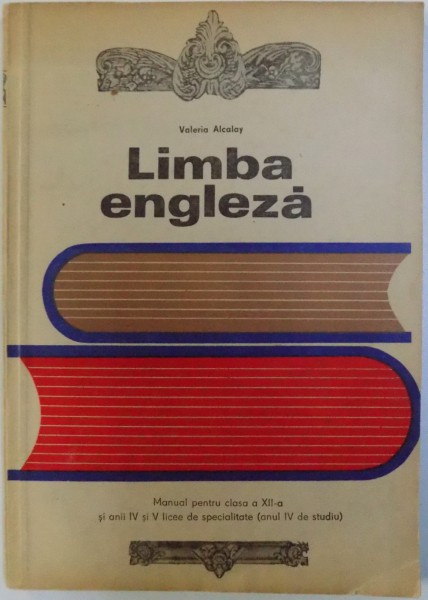 Valeria Alcalay
Limba
engleză
Manual pentru clasa a XII-a
și anii IV și V licee de specialitate (anul IV de studiu)